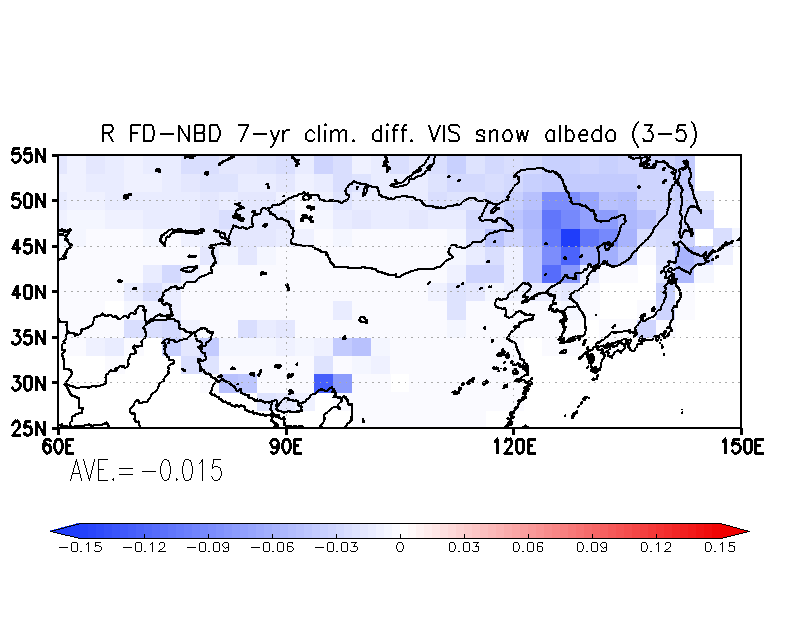 R FD-NBD 7-yr clim. diff. VIS snow albedo (3-5)
55N
50N
45N
40N
35N
30N
25N
60E 90E 120E 150E
AVE.= -0.015
-0.15 -0.12 -0.09 -0.06 -0.03 0 0.03 0.06 0.09 0.12 0.15